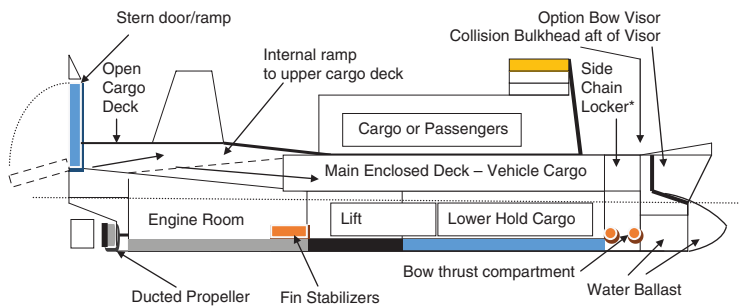 Stern door/ramp
Option Bow Visor
Collision Bulkhead aft of Visor
Internal ramp
to upper cargo deck
Open
Cargo
Deck
Side
Chain
Locker*
Cargo or Passengers
Main Enclosed Deck – Vehicle Cargo
Engine Room
Lift
Lower Hold Cargo
Bow thrust compartment
Ducted Propeller
Fin Stabilizers
Water Ballast